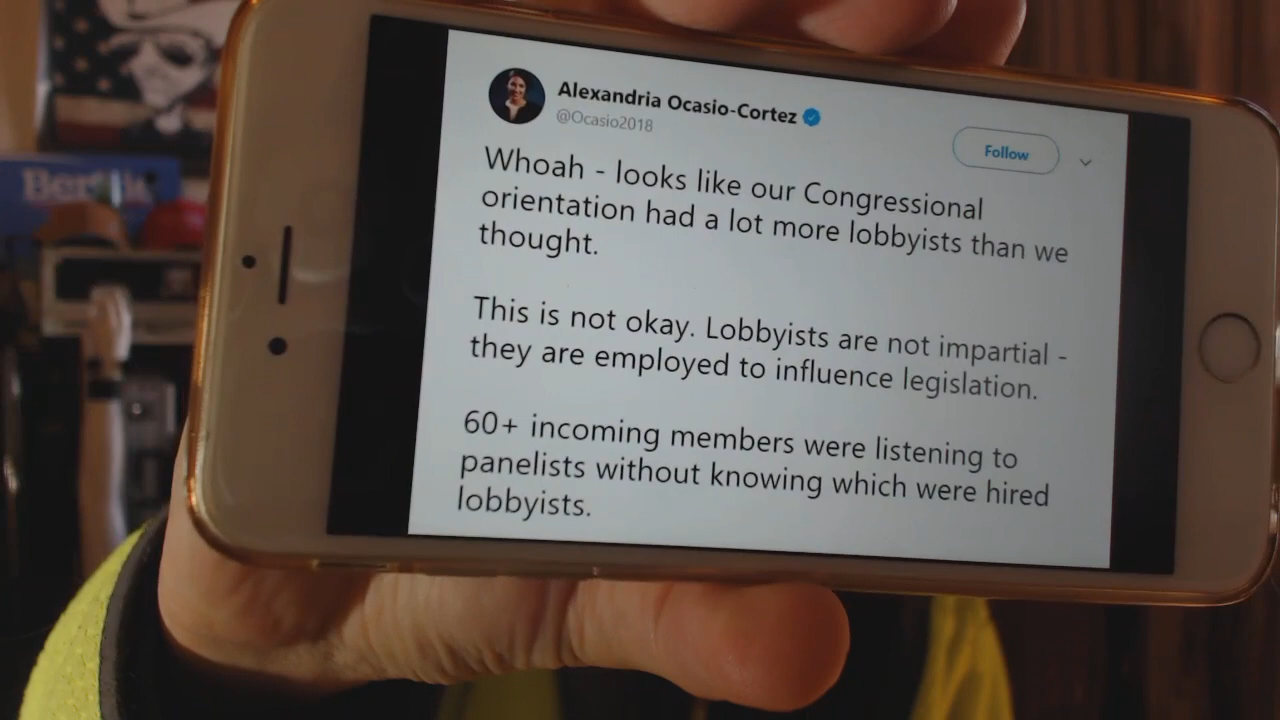 Alexandria Ocasio-Cortez
@Ocasio2018
Follow
Whoah - looks like our Congressional
orientation had a lot more lobbyists than we
thought.
This is not okay. Lobbyists are not impartial -
they are employed to influence legislation.
60+ incoming members were listening to
panelists without knowing which were hired
lobbyists.